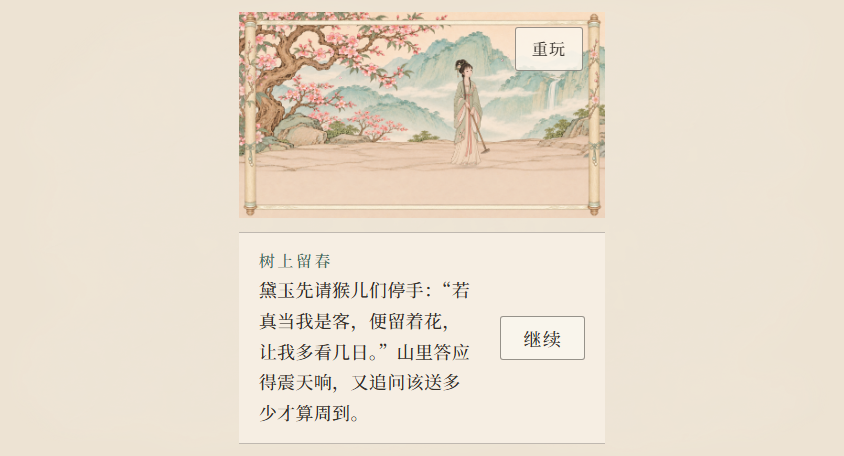 重玩
树上留春
黛玉先请猴儿们停手：“若
真当我是客，便留着花，
让我多看几日。”山里答应
得震天响，又追问该送多
少才算周到。
继续